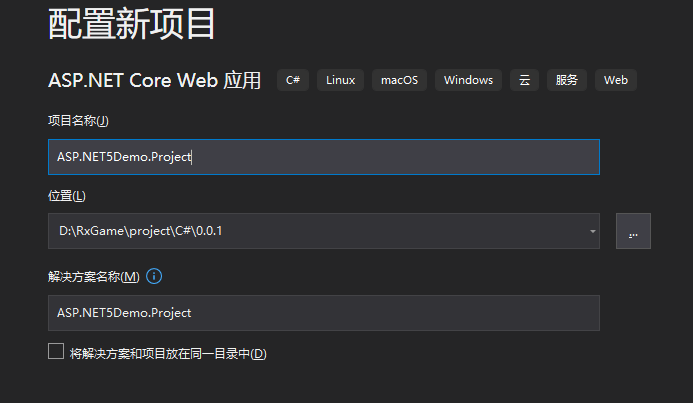 配置新项目
ASP.NET Core Web 应用 C# Linux macOS Windows 云 服务 Web
项目名称(J)
ASP.NET5Demo.Project
位置(L)
D:\RxGame\project\C#\0.0.1 ...
解决方案名称(M)
ASP.NET5Demo.Project
将解决方案和项目放在同一目录中(D)